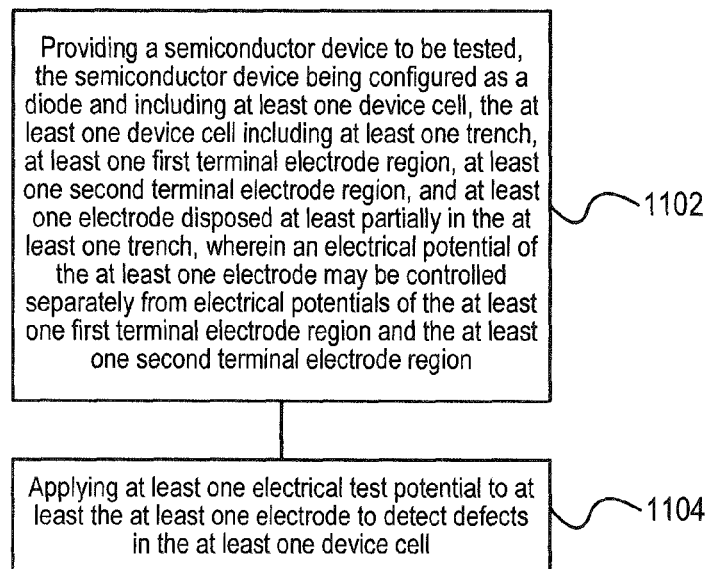 Providing a semiconductor device to be tested,
the semiconductor device being configured as a
diode and including at least one device cell, the at
least one device cell including at least one trench,
at least one first terminal electrode region, at least
one second terminal electrode region, and at least
one electrode disposed at least partially in the at
least one trench, wherein an electrical potential of
the at least one electrode may be controlled
separately from electrical potentials of the at least
one first terminal electrode region and the at least
one second terminal electrode region
1102
Applying at least one electrical test potential to at
least the at least one electrode to detect defects
in the at least one device cell
1104